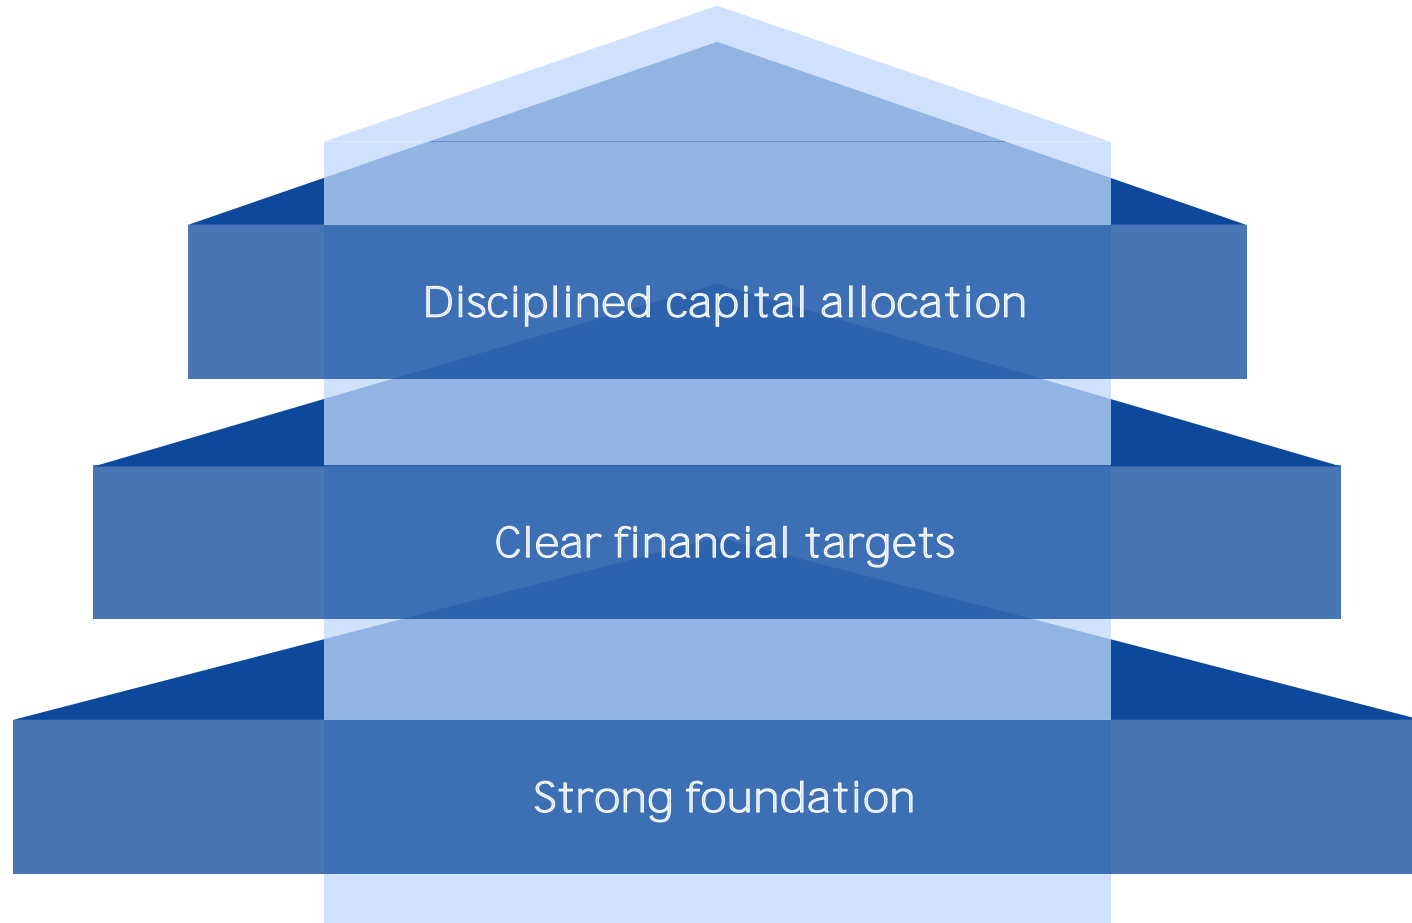 Disciplined capital allocation
Clear financial targets
Strong foundation